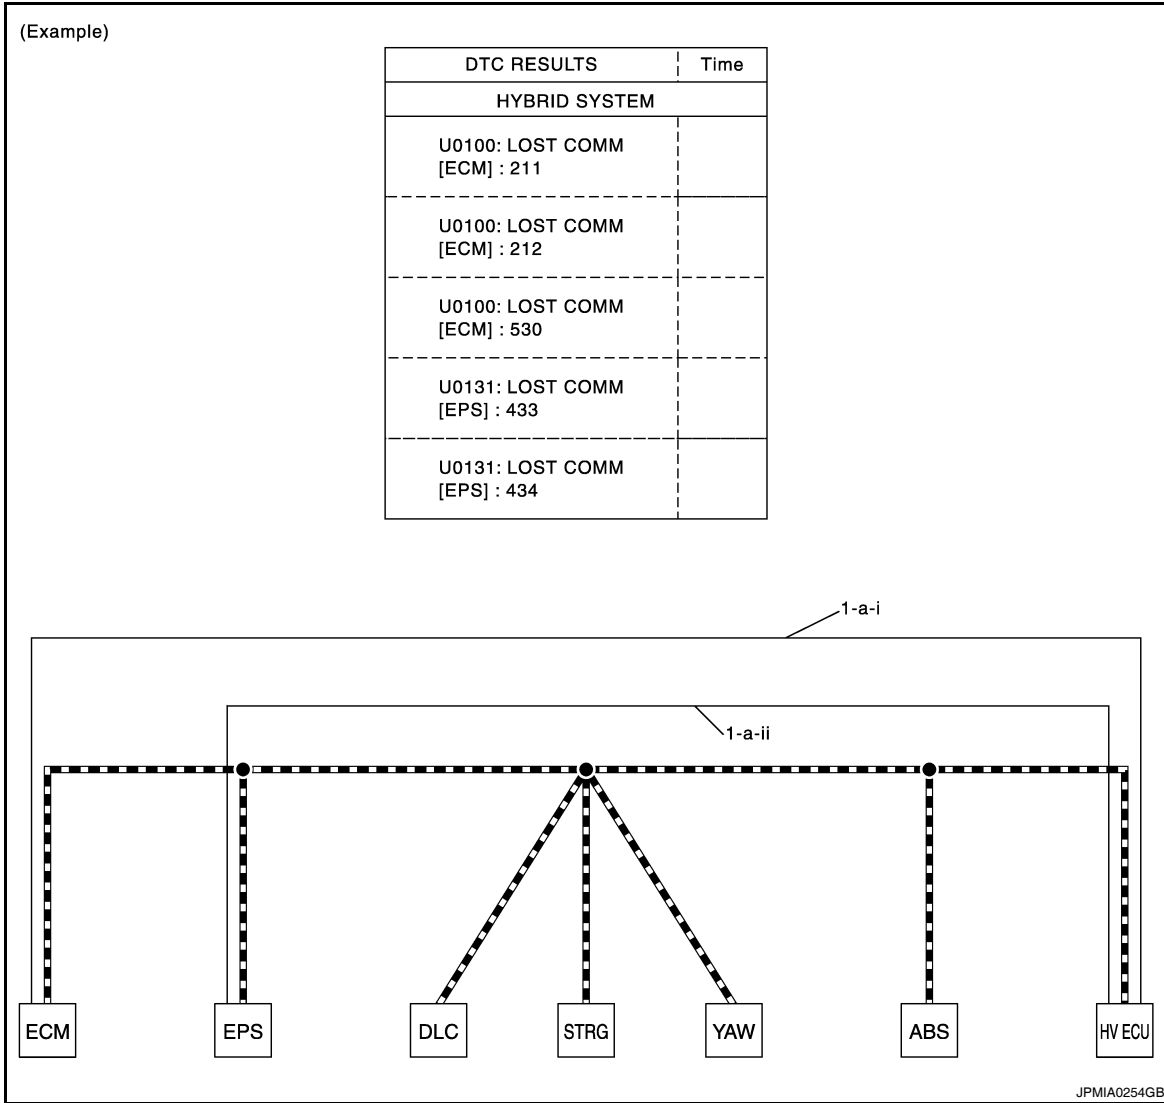 (Example)
DTC RESULTS Time
HYBRID SYSTEM
U0100: LOST COMM
[ECM] : 211
U0100: LOST COMM
[ECM] : 212
U0100: LOST COMM
[ECM] : 530
U0131: LOST COMM
[EPS] : 433
U0131: LOST COMM
[EPS] : 434
1-a-i
1-a-ii
ECM EPS DLC STRG YAW ABS HV ECU
JPMIA0254GB